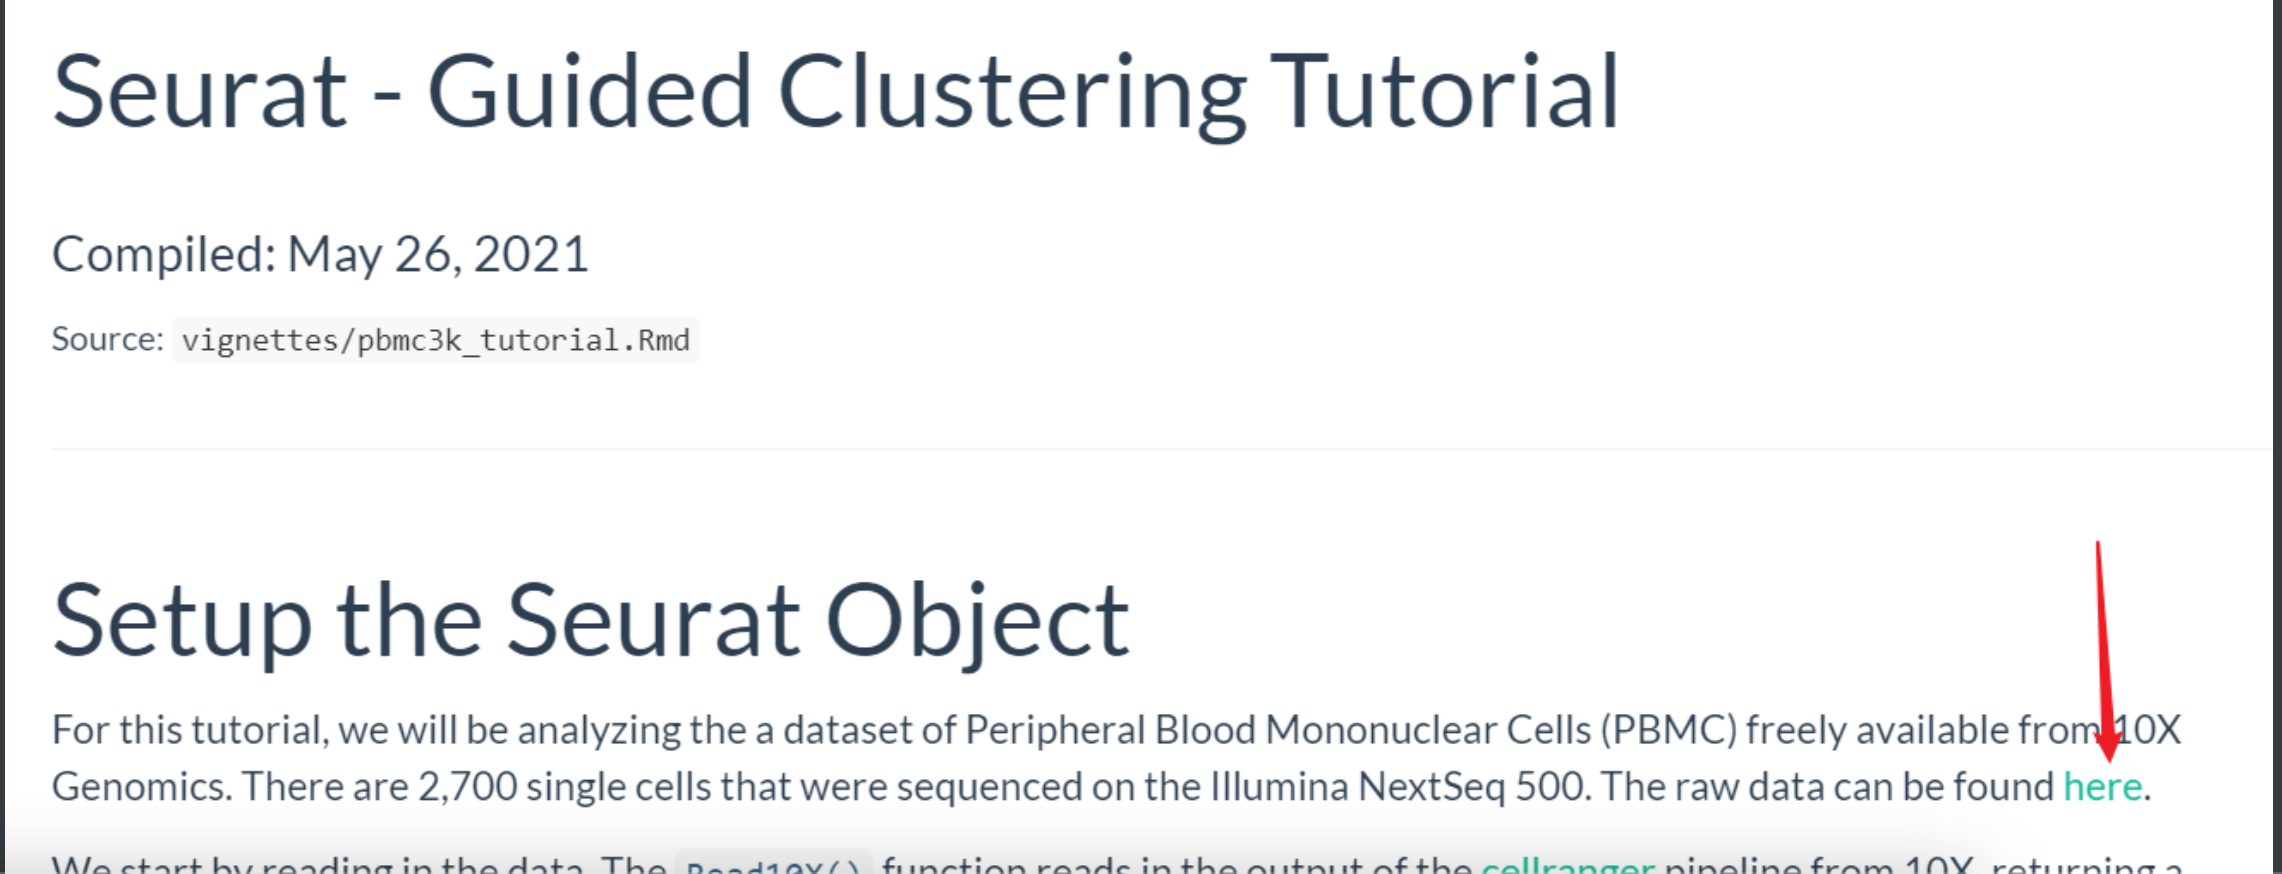 Seurat - Guided Clustering Tutorial
Compiled: May 26, 2021
Source: vignettes/pbmc3k_tutorial.Rmd
Setup the Seurat Object
For this tutorial, we will be analyzing the a dataset of Peripheral Blood Mononuclear Cells (PBMC) freely available from 10X
Genomics. There are 2,700 single cells that were sequenced on the Illumina NextSeq 500. The raw data can be found here.
We start by reading in the data. The Read10X() function reads in the output of the cellranger pipeline from 10X, returning a